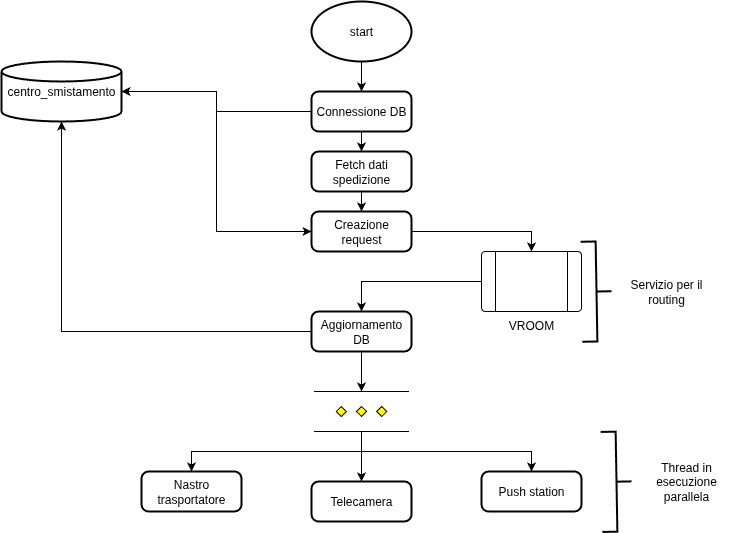 start
centro_smistamento
Connessione DB
Fetch dati
spedizione
Creazione
request
Servizio per il
routing
VROOM
Aggiornamento
DB
Nastro
trasportatore
Telecamera
Push station
Thread in
esecuzione
parallela